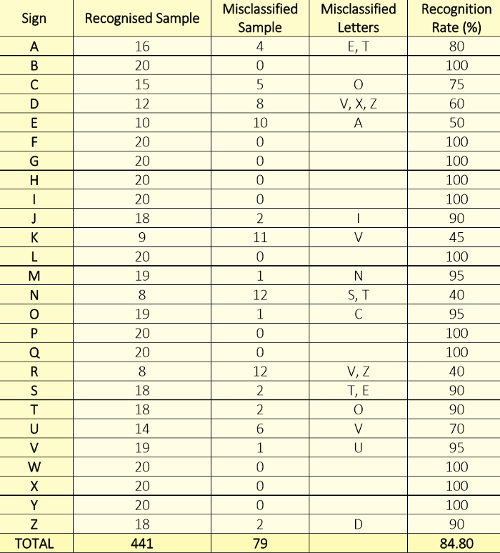 Sign Recognised Sample Misclassified Sample Misclassified Letters Recognition Rate (%)
A 16 4 E, T 80
B 20 0 100
C 15 5 O 75
D 12 8 V, X, Z 60
E 10 10 A 50
F 20 0 100
G 20 0 100
H 20 0 100
I 20 0 100
J 18 2 I 90
K 9 11 V 45
L 20 0 100
M 19 1 N 95
N 8 12 S, T 40
O 19 1 C 95
P 20 0 100
Q 20 0 100
R 8 12 V, Z 40
S 18 2 T, E 90
T 18 2 O 90
U 14 6 V 70
V 19 1 U 95
W 20 0 100
X 20 0 100
Y 20 0 100
Z 18 2 D 90
TOTAL 441 79 84.80